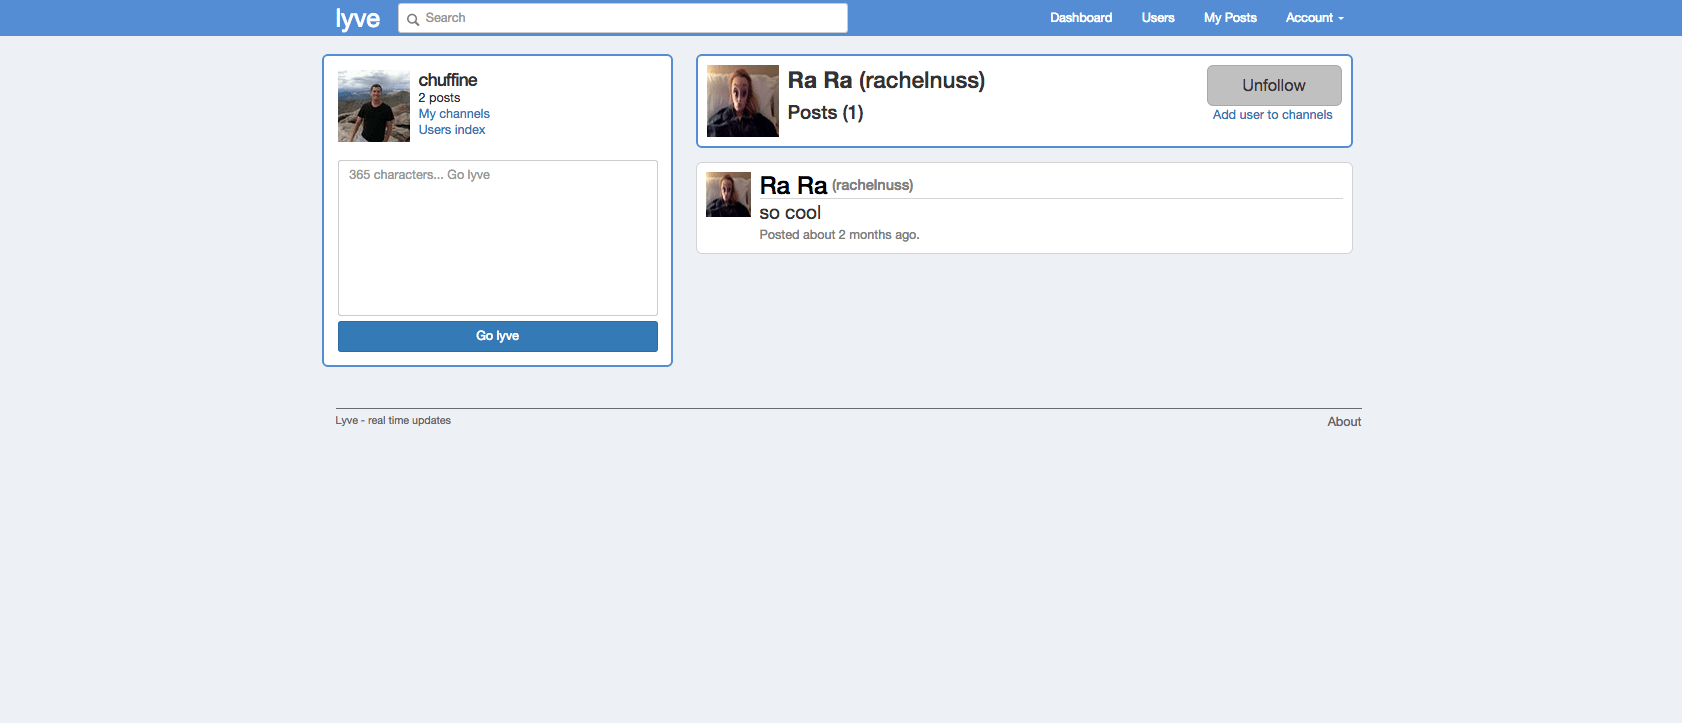 lyve
Search
Dashboard
Users
My Posts
Account
chuffine
2 posts
My channels
Users index
365 characters... Go lyve
Go lyve
Ra Ra (rachelnuss)
Posts (1)
Unfollow
Add user to channels
Ra Ra (rachelnuss)
so cool
Posted about 2 months ago.
Lyve - real time updates
About